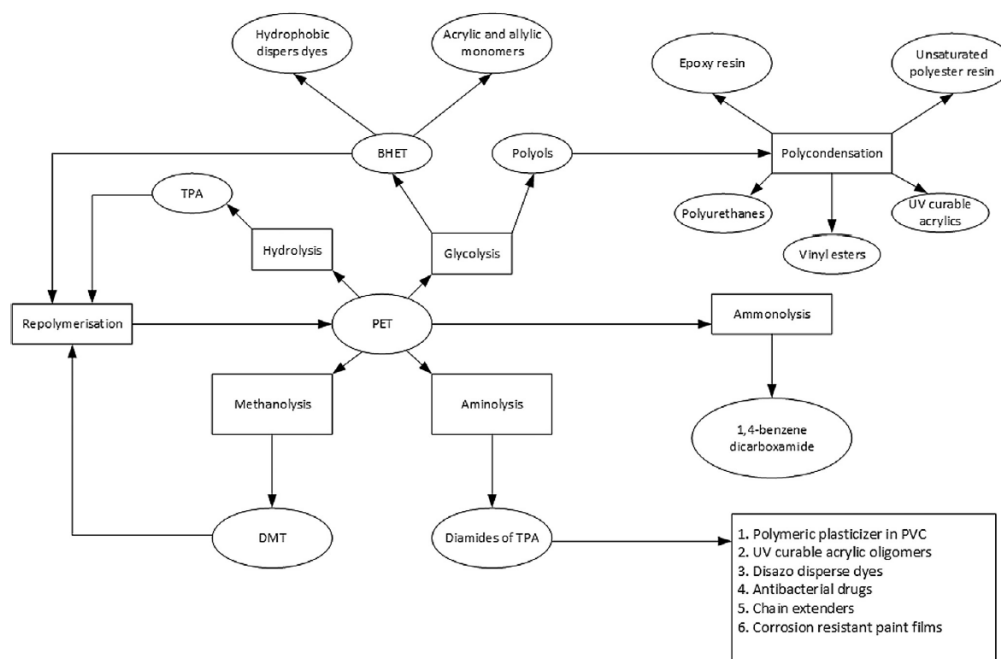 Hydrophobic
dispers dyes
Acrylic and allylic
monomers
Epoxy resin
Unsaturated
polyester resin
BHET
Polyols
Polycondensation
TPA
Polyurethanes
UV curable
acrylics
Hydrolysis
Glycolysis
Vinyl esters
Repolymerisation
PET
Ammonolysis
Methanolysis
Aminolysis
1,4-benzene
dicarboxamide
DMT
Diamides of TPA
1. Polymeric plasticizer in PVC
2. UV curable acrylic oligomers
3. Disazo disperse dyes
4. Antibacterial drugs
5. Chain extenders
6. Corrosion resistant paint films